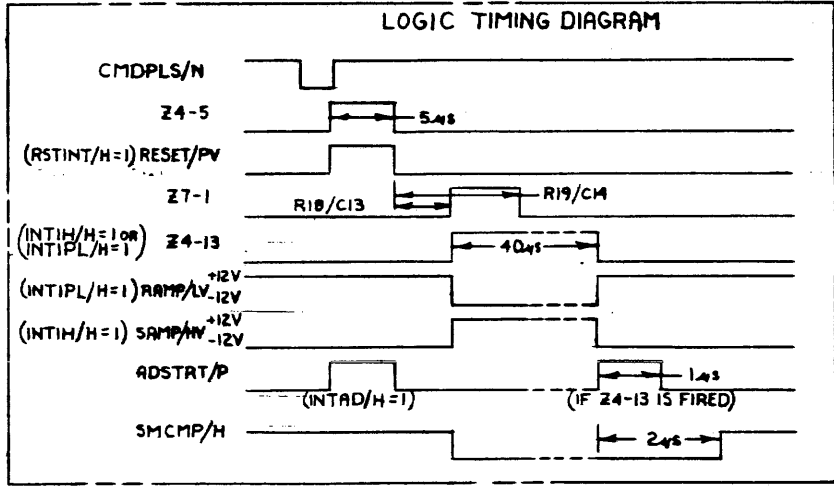 LOGIC TIMING DIAGRAM
CMDPLS/N
Z4-5
5µs
(RSTINT/H=1) RESET/PV
Z7-1
R18/C13
R19/C14
(INTIH/H=1 OR
INTIPL/H=1) Z4-13
40µs
(INTIPL/H=1) RAMP/LV +12V
-12V
(INTIH/H=1) SAMP/HV +12V
-12V
ADSTRT/P
1µs
(INTAD/H=1)
(IF Z4-13 IS FIRED)
SMCMP/H
2µs